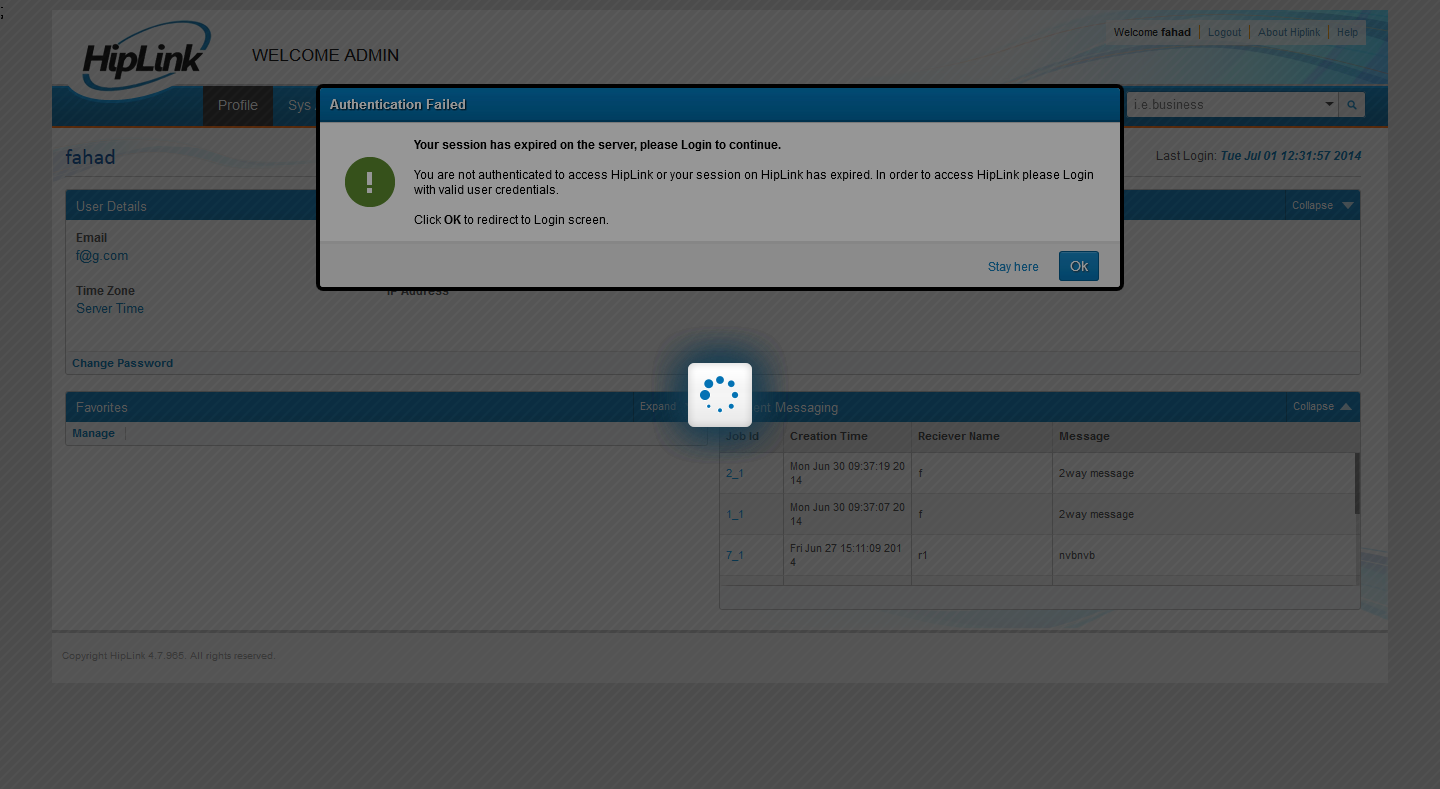 ;
HipLink
WELCOME ADMIN
Welcome fahad
Logout
About Hiplink
Help
Profile
Sys
i.e.business
Authentication Failed
Your session has expired on the server, please Login to continue.
You are not authenticated to access HipLink or your session on HipLink has expired. In order to access HipLink please Login
with valid user credentials.
Click OK to redirect to Login screen.
Stay here
Ok
fahad
Last Login: Tue Jul 01 12:31:57 2014
User Details
Collapse
Email
f@g.com
Time Zone
IP Address
Server Time
Change Password
Favorites
Expand
Manage
Messaging
Collapse
Job Id
Creation Time
Reciever Name
Message
2_1
Mon Jun 30 09:37:19 20
14
f
2way message
1_1
Mon Jun 30 09:37:07 20
14
f
2way message
7_1
Fri Jun 27 15:11:09 201
4
r1
nvbnvb
Copyright HipLink 4.7.965. All rights reserved.